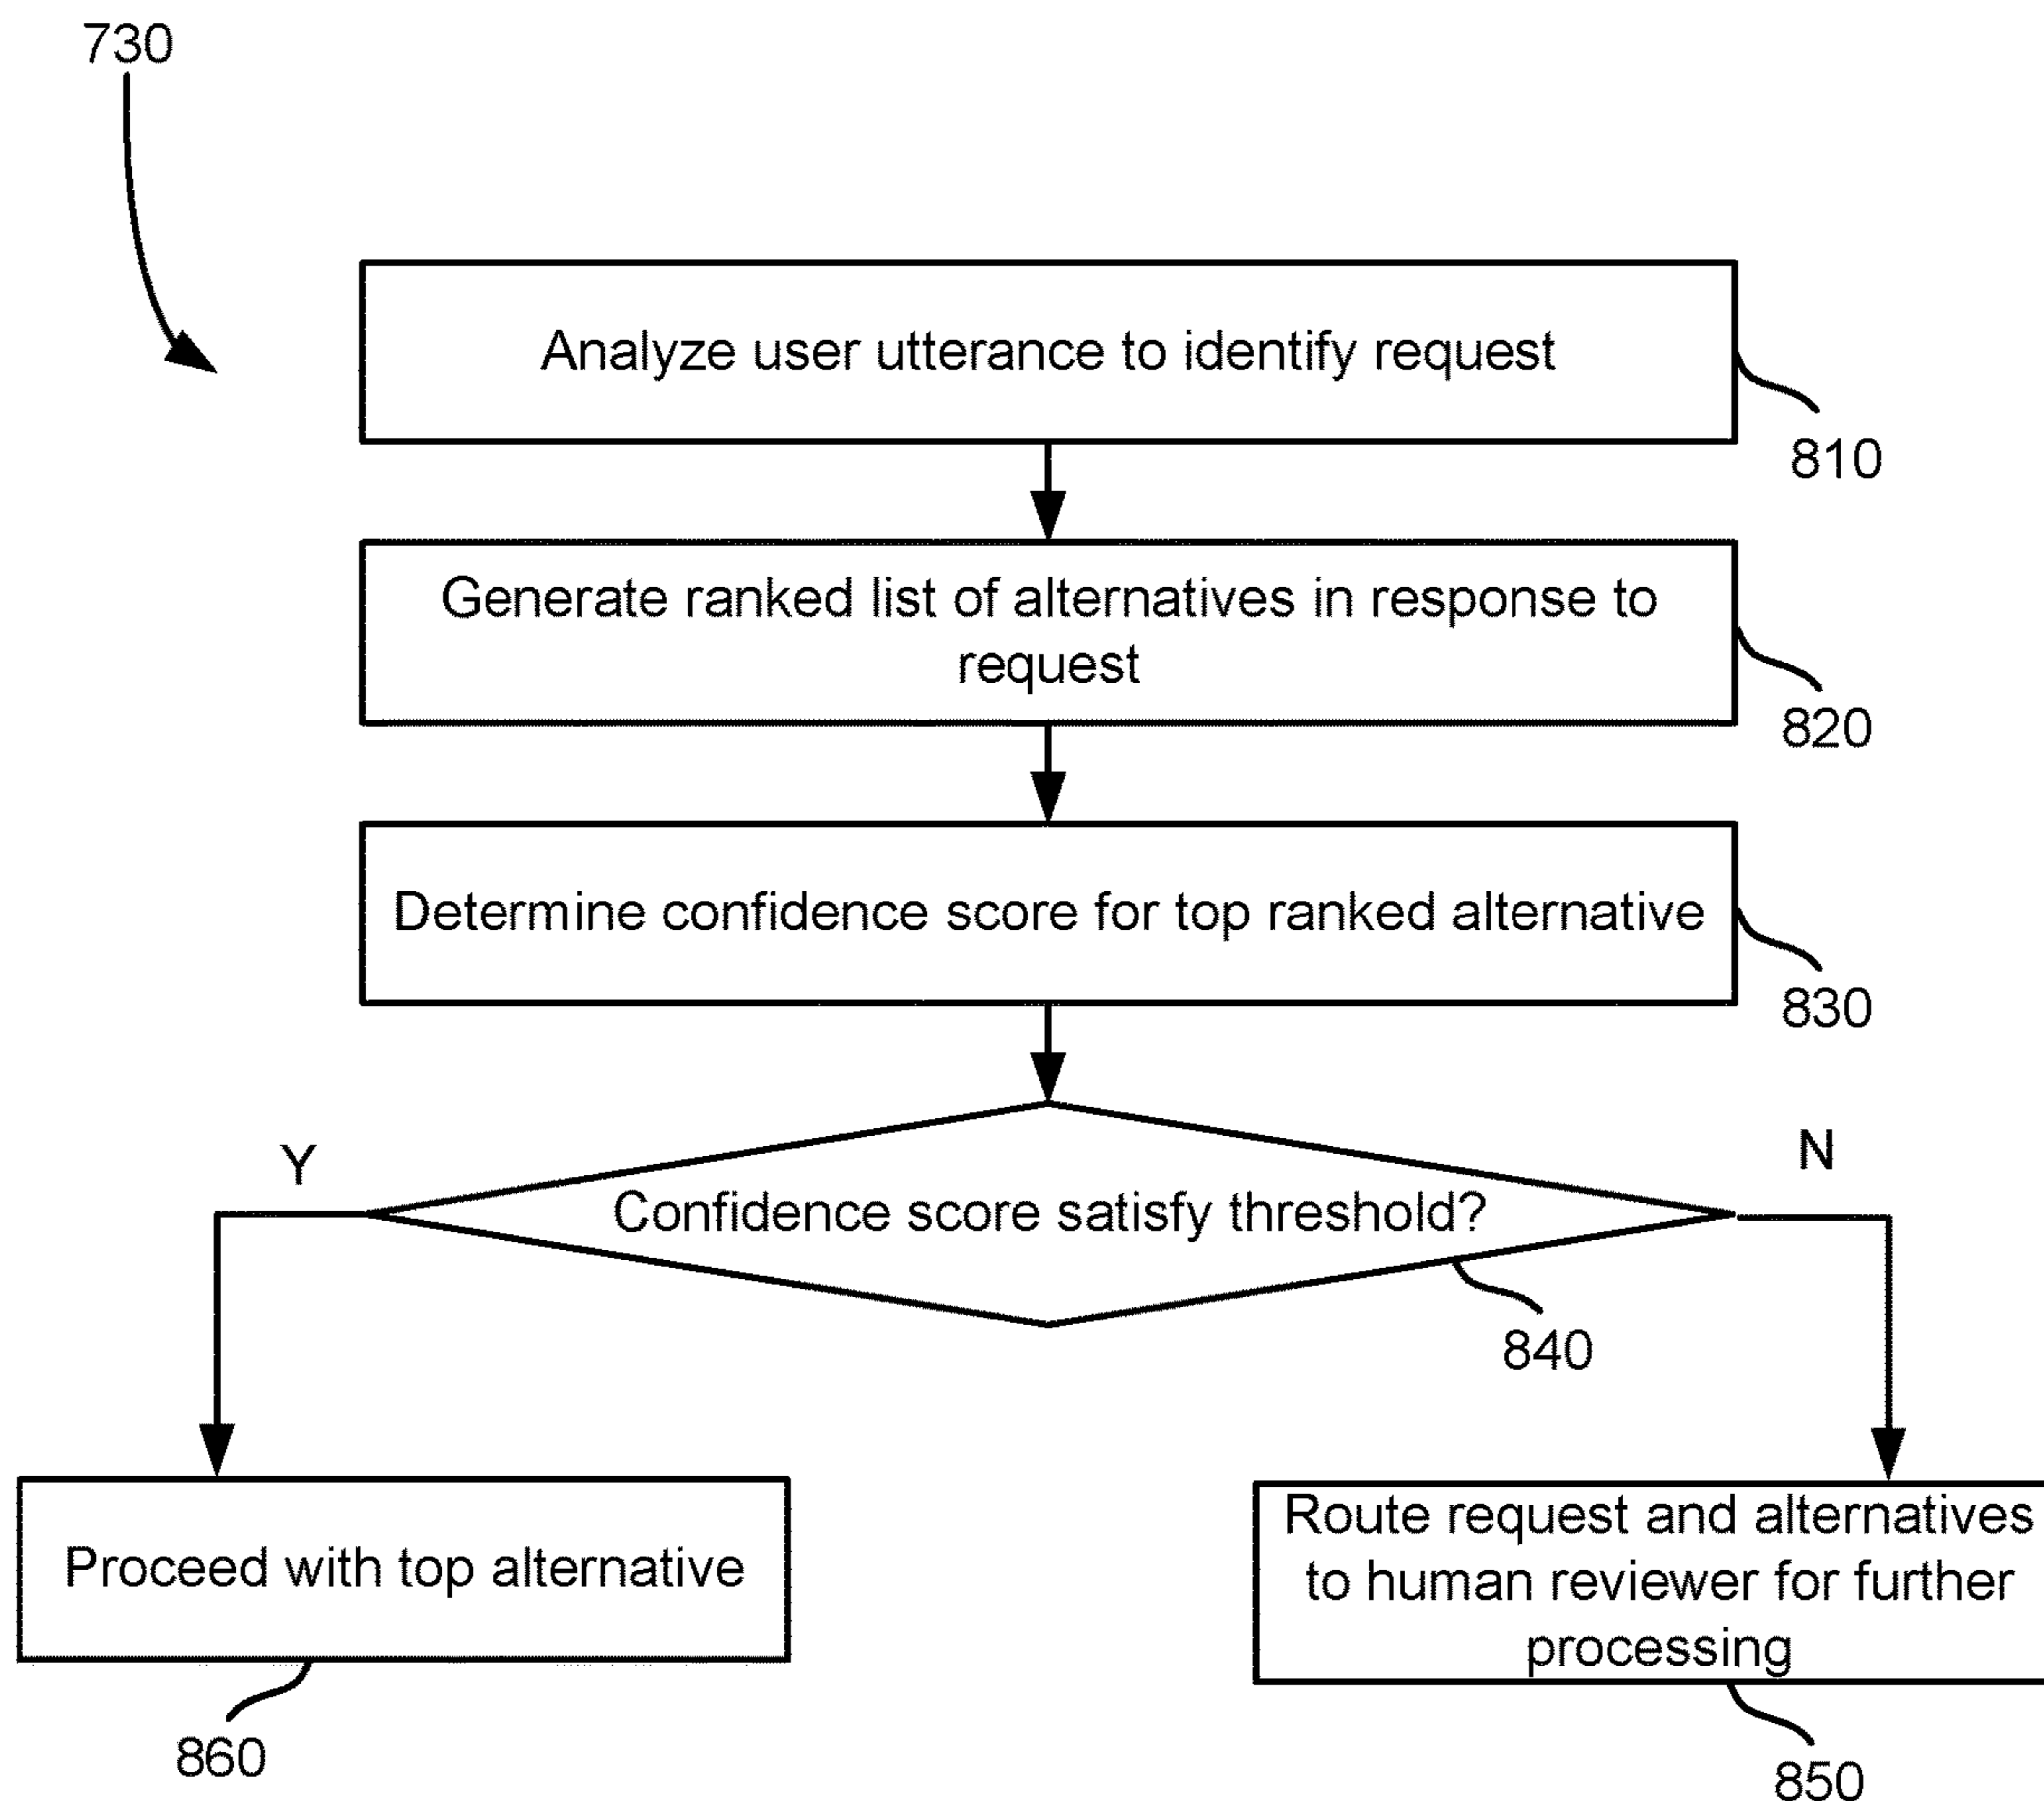 730
Analyze user utterance to identify request
810
Generate ranked list of alternatives in response to
request
820
Determine confidence score for top ranked alternative
830
Y
N
Confidence score satisfy threshold?
840
Proceed with top alternative
860
Route request and alternatives
to human reviewer for further
processing
850